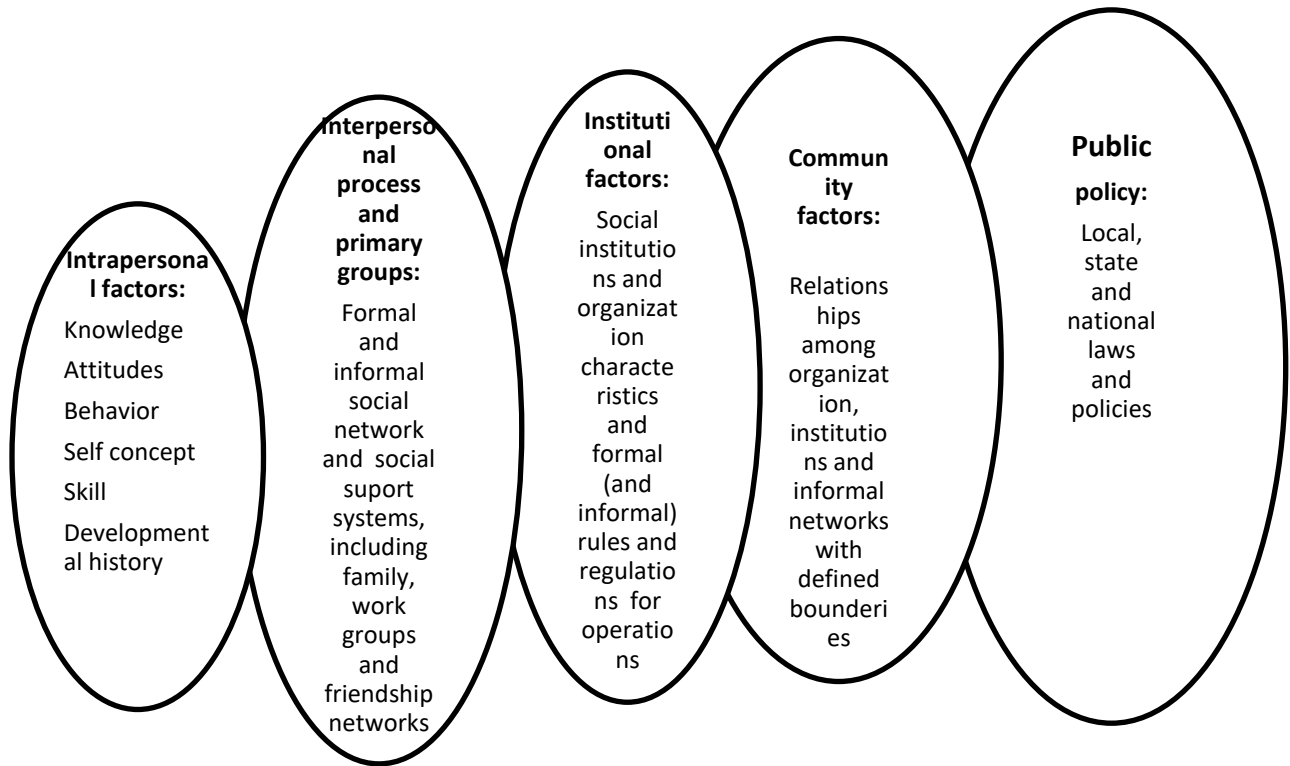 Intrapersona
l factors:
Knowledge
Attitudes
Behavior
Self concept
Skill
Development
al history
interperso
nal
process
and
primary
groups:
Formal
and
informal
social
network
and social
suport
systems,
including
family,
work
groups
and
friendship
networks
Instituti
onal
factors:
Social
institutio
ns and
organizat
ion
characte
ristics
and
formal
(and
informal)
rules and
regulatio
ns for
operatio
ns
Commun
ity
factors:
Relations
hips
among
organizat
ion,
institutio
ns and
informal
networks
with
defined
bounderi
es
Public
policy:
Local,
state
and
national
laws
and
policies